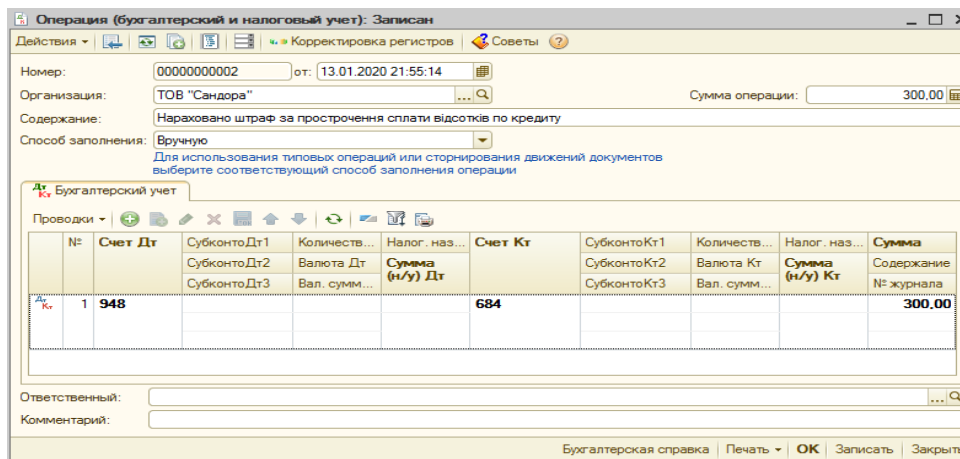 Операция (бухгалтерский и налоговый учет): Записан
Действия Корректировка регистров Советы
Номер: 00000000002 от: 13.01.2020 21:55:14
Организация: ТОВ "Сандора" ... Сумма операции: 300,00
Содержание: Нараховано штраф за прострочення сплати відсотків по кредиту
Способ заполнения: Вручную
Для использования типовых операций или сторнирования движений документов
выберите соответствующий способ заполнения операции
Дт Кт Бухгалтерский учет
Проводки
№ Счет Дт СубконтоДт1 Количеств... Налог. наз... Счет Кт СубконтоКт1 Количеств... Налог. наз... Сумма
СубконтоДт2 Валюта Дт Сумма (н/у) Дт СубконтоКт2 Валюта Кт Сумма (н/у) Кт Содержание
СубконтоДт3 Вал. сумм... СубконтоКт3 Вал. сумм... № журнала
Дт Кт 1 948 684 300,00
Ответственный: ...
Комментарий:
Бухгалтерская справка Печать OK Записать Закрыть